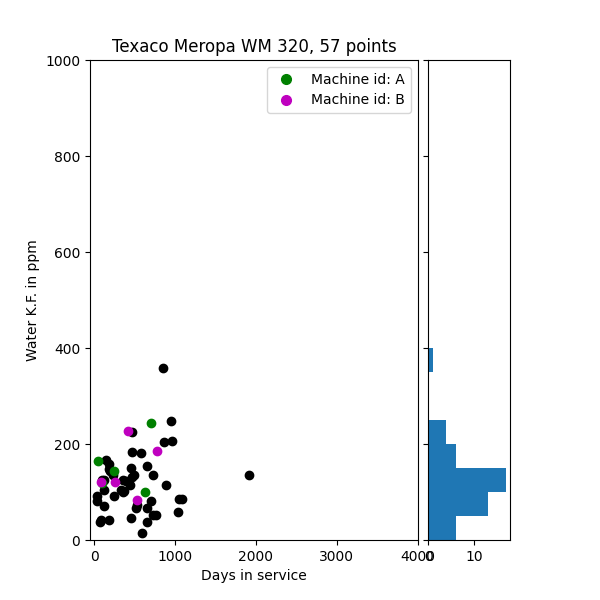 Texaco Meropa WM 320, 57 points
Machine id: A
Machine id: B
Water K.F. in ppm
1000
800
600
400
200
0
0 1000 2000 3000 4000
0 10
Days in service